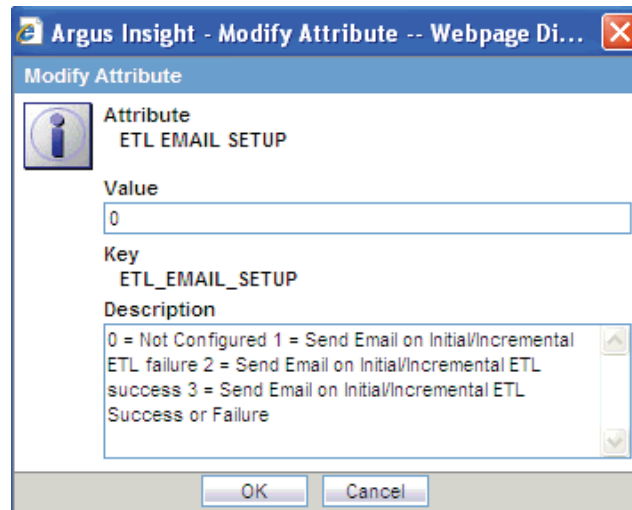 Argus Insight - Modify Attribute -- Webpage Di...
Modify Attribute
Attribute
ETL EMAIL SETUP
Value
0
Key
ETL_EMAIL_SETUP
Description
0 = Not Configured 1 = Send Email on Initial/Incremental
ETL failure 2 = Send Email on Initial/Incremental ETL
success 3 = Send Email on Initial/Incremental ETL
Success or Failure
OK
Cancel